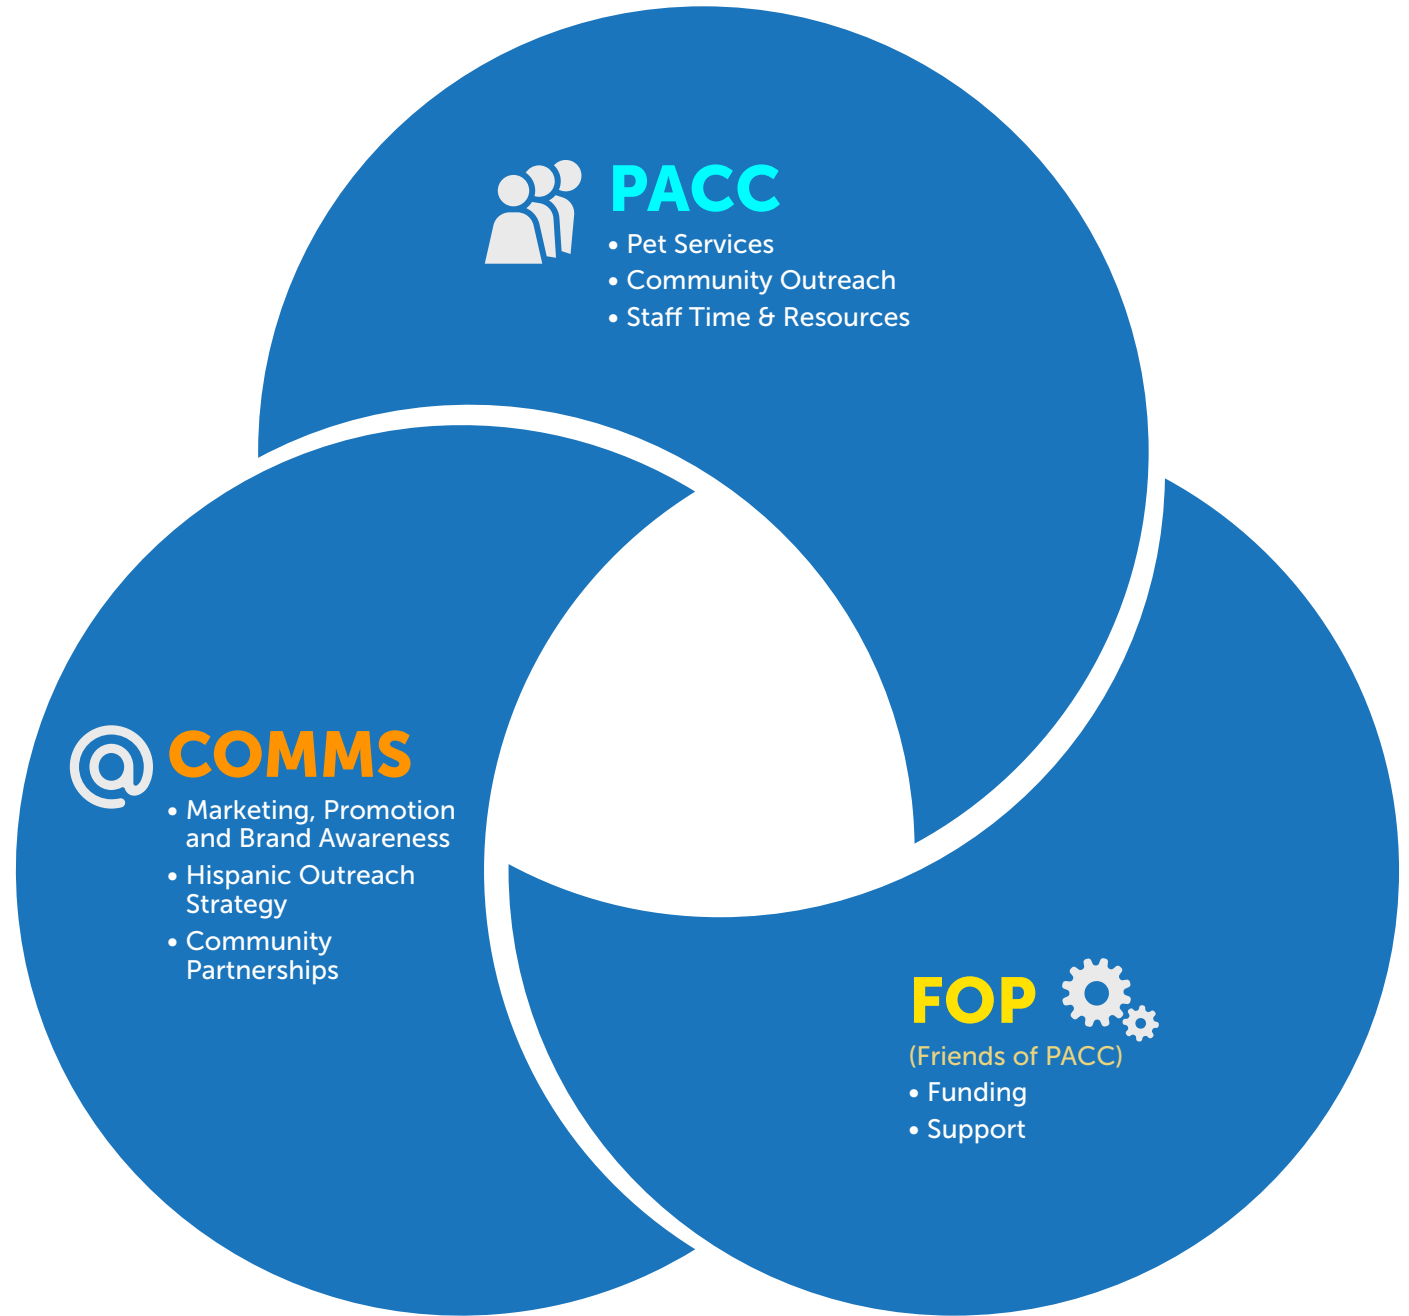 PACC
• Pet Services
• Community Outreach
• Staff Time & Resources
COMMS
• Marketing, Promotion
and Brand Awareness
• Hispanic Outreach
Strategy
• Community
Partnerships
FOP
(Friends of PACC)
• Funding
• Support